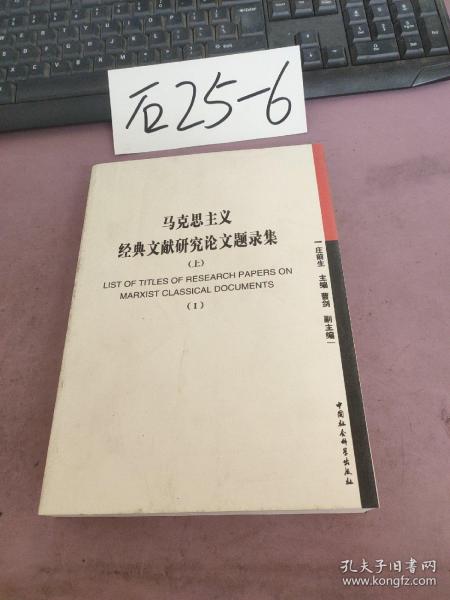 石25-6
马克思主义
经典文献研究论文题录集
(上)
LIST OF TITLES OF RESEARCH PAPERS ON
MARXIST CLASSICAL DOCUMENTS
(I)
庄前生 主编 曹剑 副主编
中国社会科学出版社
孔夫子旧书网
www.kongfz.com